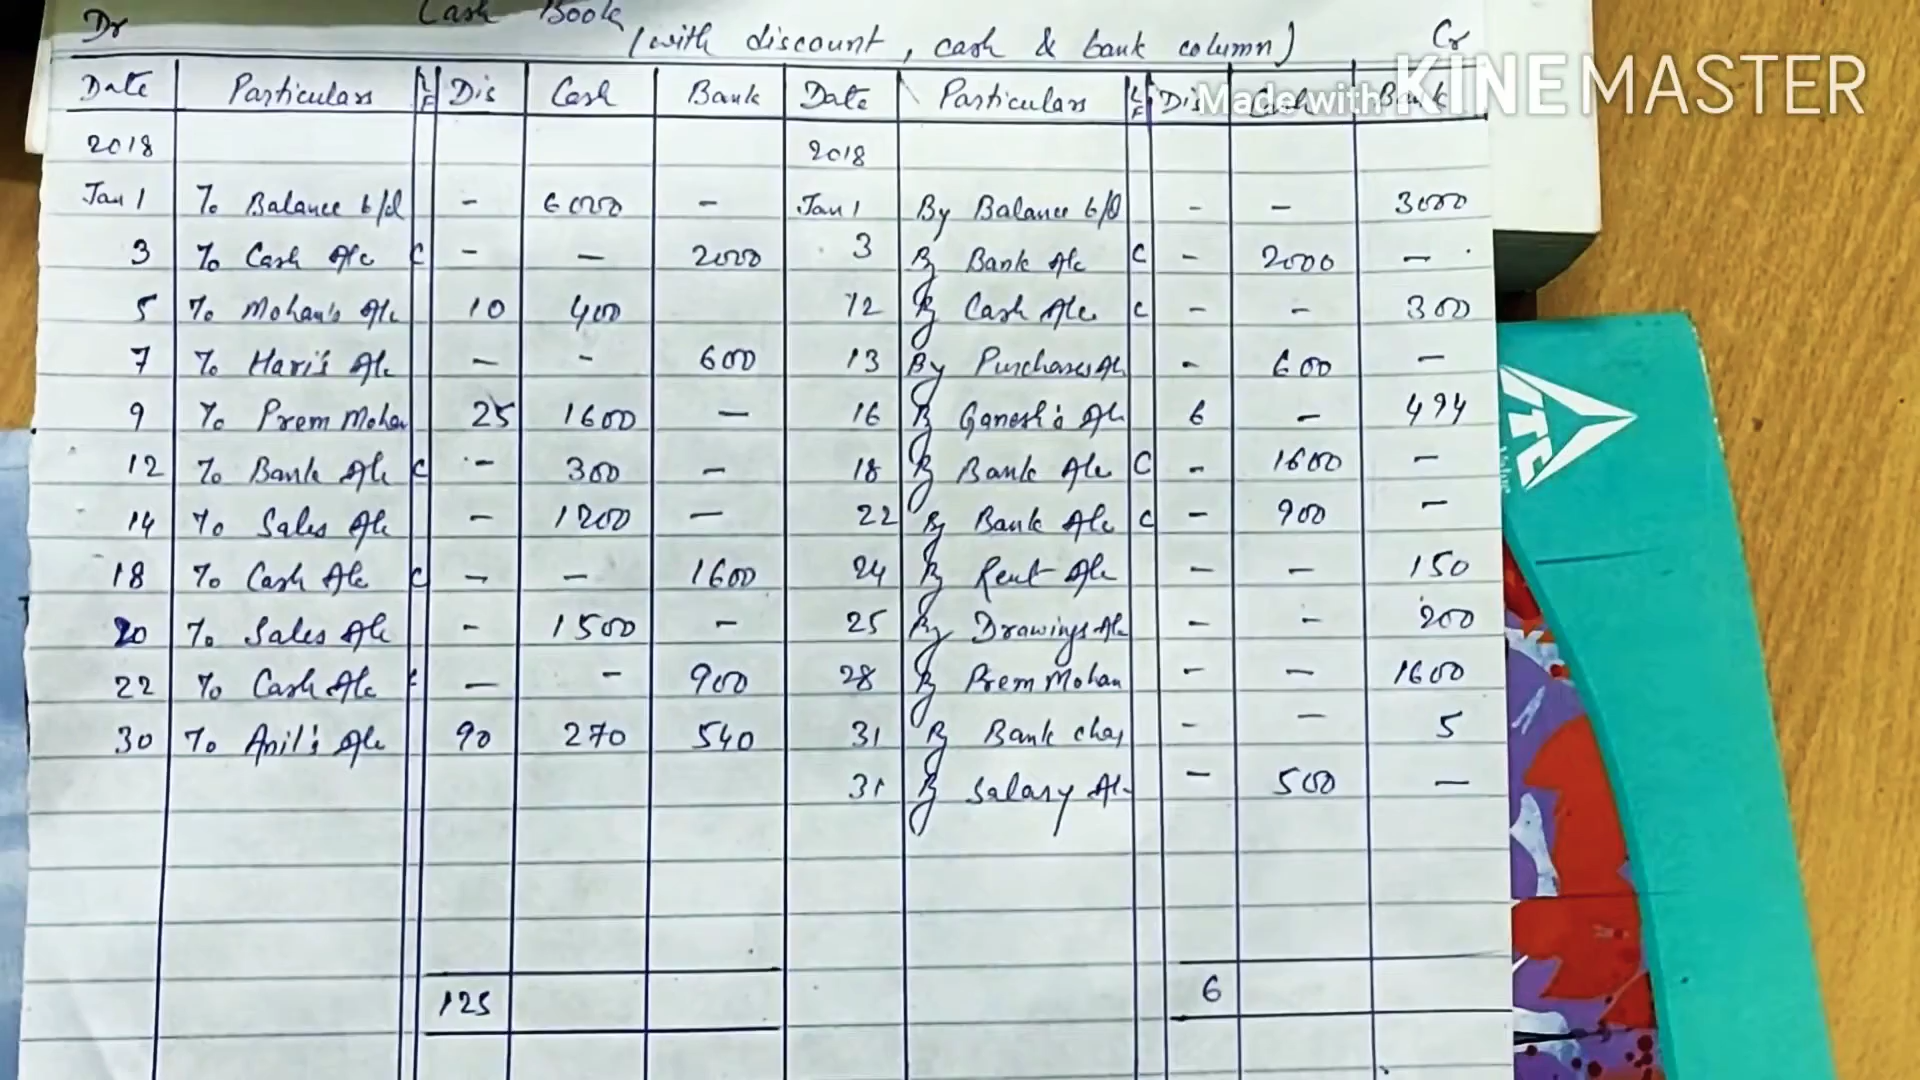 Cash Book
Dr (with discount, cash & bank column) Cr
Date Particulars LF Dis Cash Bank Date Particulars LF Dis Cash Bank
Made with KINEMASTER
2018 2018
Jan 1 To Balance b/d - 6000 - Jan 1 By Balance b/d - - 3000
3 To Cash A/c C - - 2000 3 By Bank A/c C - 2000 -
5 To Mohan's A/c 10 400 12 By Cash A/c C - - 300
7 To Hari's A/c - - 600 13 By Purchases A/c - 600 -
9 To Prem Mohan 25 1600 - 16 By Ganesh's A/c 6 - 494
12 To Bank A/c C - 300 - 18 By Bank A/c C - 1600 -
14 To Sales A/c - 1200 - 22 By Bank A/c C - 900 -
18 To Cash A/c C - - 1600 24 By Rent A/c - - 150
20 To Sales A/c - 1500 - 25 By Drawings A/c - - 200
22 To Cash A/c C - - 900 28 By Prem Mohan - - 1600
30 To Anil's A/c 90 270 540 31 By Bank chag - - 5
31 By Salary A/c - 500 -
125 6
ITC